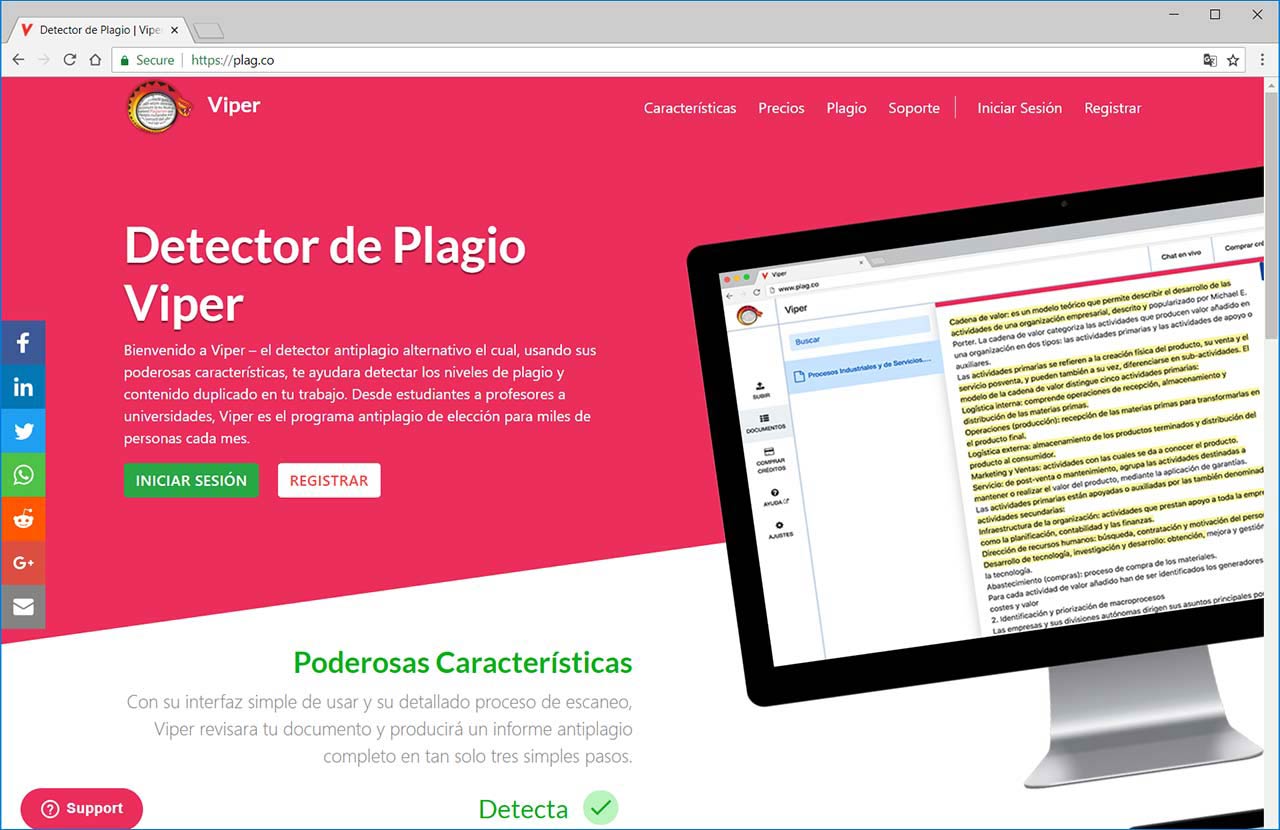 Detector de Plagio | Vipe
Secure
https://plag.co
Viper
Características
Precios
Plagio
Soporte
Iniciar Sesión
Registrar
Detector de Plagio
Viper
Bienvenido a Viper – el detector antiplagio alternativo el cual, usando sus
poderosas características, te ayudara detectar los niveles de plagio y
contenido duplicado en tu trabajo. Desde estudiantes a profesores a
universidades, Viper es el programa antiplagio de elección para miles de
personas cada mes.
INICIAR SESIÓN
REGISTRAR
Viper
www.plag.co
Chat en vivo
Comprar cré
Viper
Buscar
Procesos Industriales y de Servicios....
SUBIR
DOCUMENTOS
COMPRAR
CRÉDITOS
AYUDA
AJUSTES
Cadena de valor: es un modelo teórico que permite describir el desarrollo de las
actividades de una organización empresarial, descrito y popularizado por Michael E.
Porter. La cadena de valor categoriza las actividades que producen valor añadido en
una organización en dos tipos: las actividades primarias y las actividades de apoyo o
auxiliares.
Las actividades primarias se refieren a la creación física del producto, su venta y el
servicio posventa, y pueden también a su vez, diferenciarse en sub-actividades. El
modelo de la cadena de valor distingue cinco actividades primarias:
Logística interna: comprende operaciones de recepción, almacenamiento y
distribución de las materias primas.
Operaciones (producción): recepción de las materias primas para transformarlas en
el producto final.
Logística externa: almacenamiento de los productos terminados y distribución del
producto al consumidor.
Marketing y Ventas: actividades con las cuales se da a conocer el producto.
Servicio: de post-venta o mantenimiento, agrupa las actividades destinadas a
mantener o realizar el valor del producto, mediante la aplicación de garantías.
Las actividades primarias están apoyadas o auxiliadas por las también denominad
actividades secundarias:
Infraestructura de la organización: actividades que prestan apoyo a toda la empre
como la planificación, contabilidad y las finanzas.
Dirección de recursos humanos: búsqueda, contratación y motivación del person
Desarrollo de tecnología, investigación y desarrollo: obtención, mejora y gestión
la tecnología.
Abastecimiento (compras): proceso de compra de los materiales.
Para cada actividad de valor añadido han de ser identificados los generadores
costes y valor
2. Identificación y priorización de macroprocesos
Las empresas y sus divisiones autónomas dirigen sus asuntos principales po
Poderosas Características
Con su interfaz simple de usar y su detallado proceso de escaneo,
Viper revisara tu documento y producirá un informe antiplagio
completo en tan solo tres simples pasos.
Detecta
Support